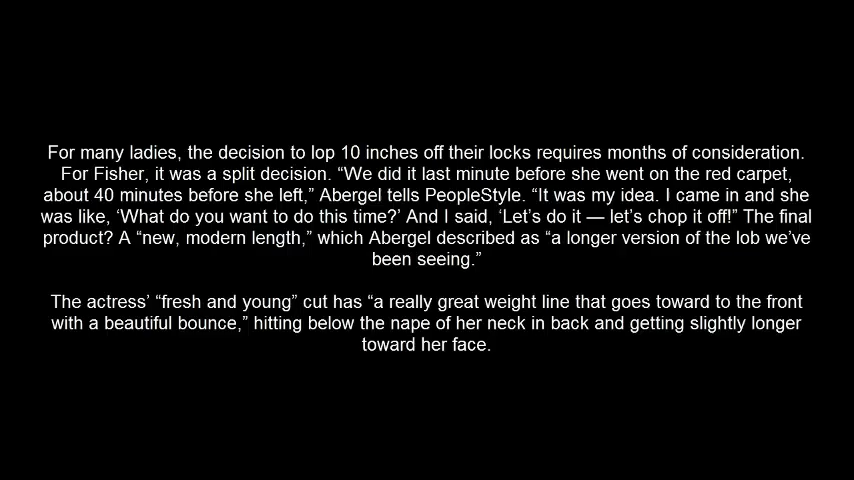 For many ladies, the decision to lop 10 inches off their locks requires months of consideration.
For Fisher, it was a split decision. “We did it last minute before she went on the red carpet,
about 40 minutes before she left,” Abergel tells PeopleStyle. “It was my idea. I came in and she
was like, ‘What do you want to do this time?’ And I said, ‘Let’s do it — let’s chop it off!” The final
product? A “new, modern length,” which Abergel described as “a longer version of the lob we’ve
been seeing.”
The actress’ “fresh and young” cut has “a really great weight line that goes toward to the front
with a beautiful bounce,” hitting below the nape of her neck in back and getting slightly longer
toward her face.